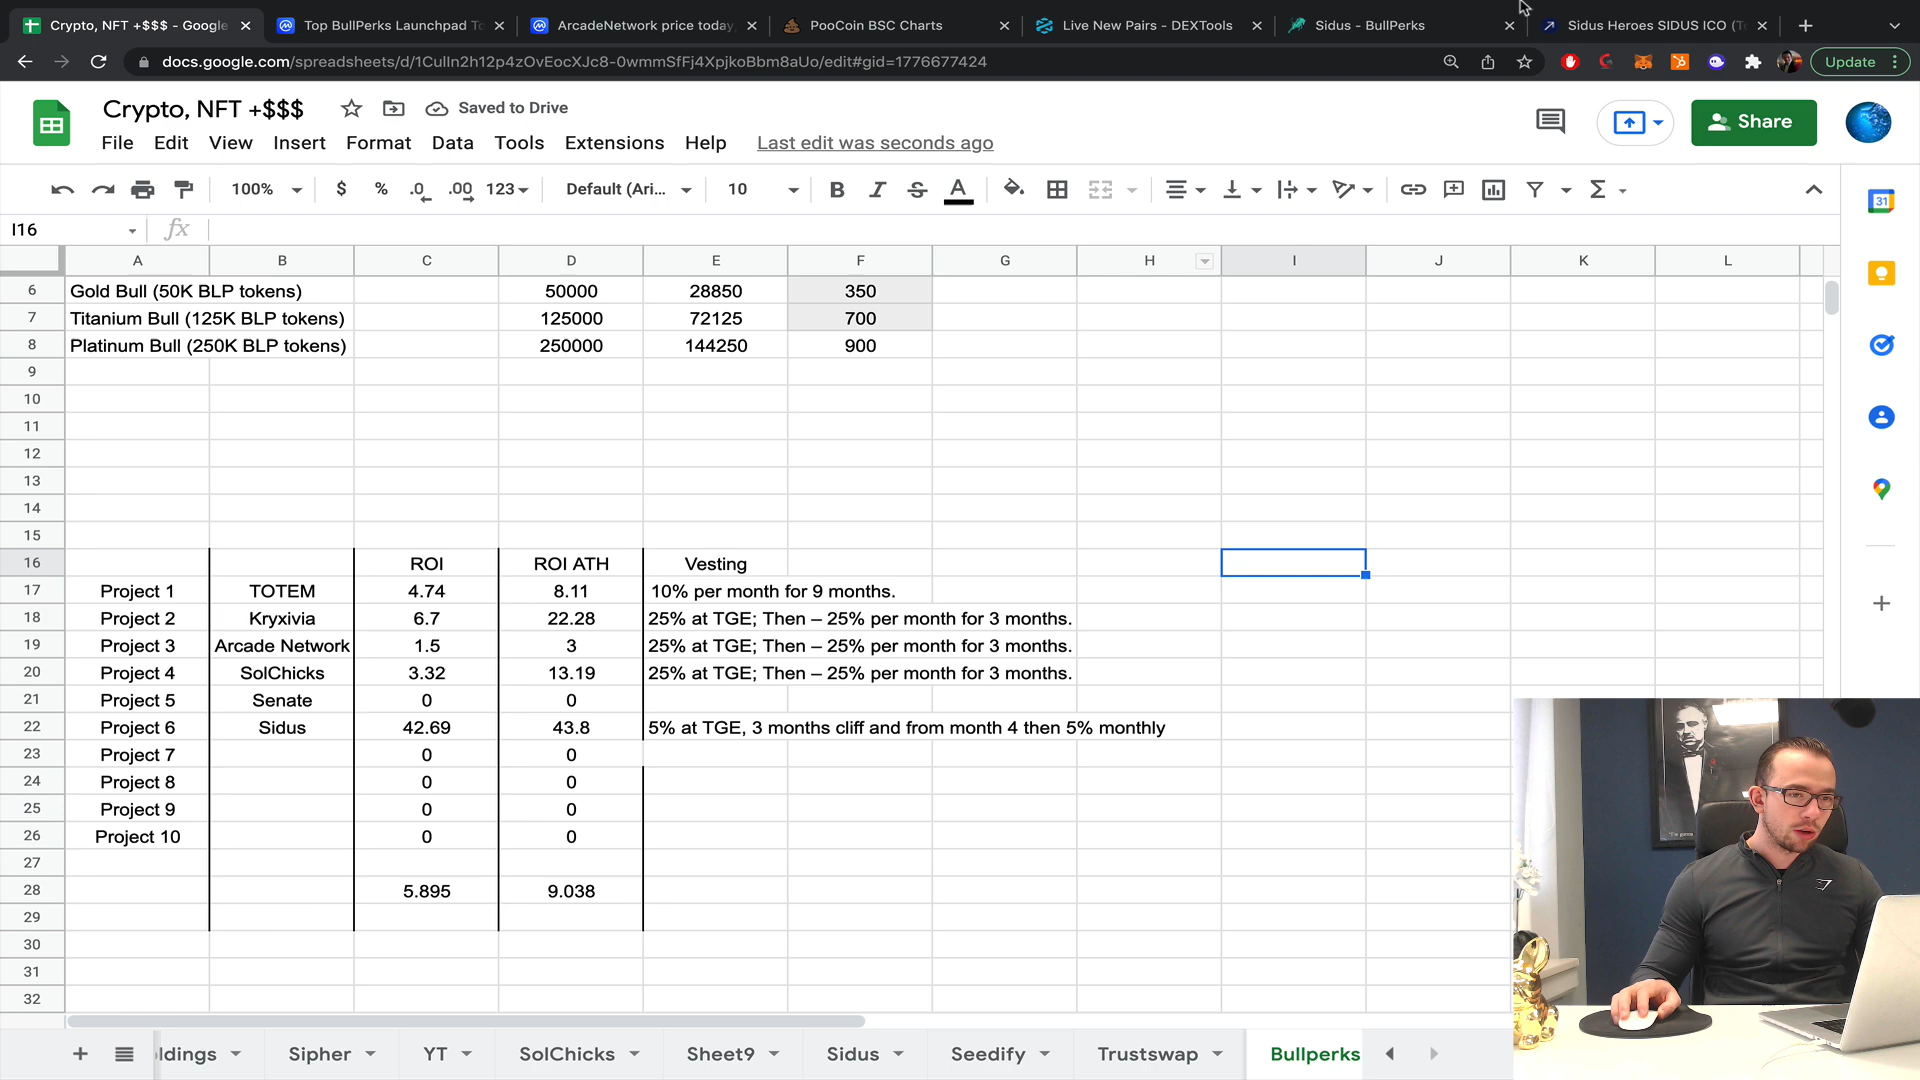 Crypto, NFT +$$$ - Google
Top BullPerks Launchpad To
ArcadeNetwork price today,
PooCoin BSC Charts
Live New Pairs - DEXTools
Sidus - BullPerks
Sidus Heroes SIDUS ICO (To
docs.google.com/spreadsheets/d/1CuIIn2h12p4zOvEocXJc8-0wmmSfFj4XpjkoBbm8aUo/edit#gid=1776677424
Update
Crypto, NFT +$$$
Saved to Drive
Share
File Edit View Insert Format Data Tools Extensions Help Last edit was seconds ago
100% $ % .0 .00 123 Default (Ari... 10 B I S A
31
I16 fx
A B C D E F G H I J K L
6 Gold Bull (50K BLP tokens) 50000 28850 350
7 Titanium Bull (125K BLP tokens) 125000 72125 700
8 Platinum Bull (250K BLP tokens) 250000 144250 900
9
10
11
12
13
14
15
16 ROI ROI ATH Vesting
17 Project 1 TOTEM 4.74 8.11 10% per month for 9 months.
18 Project 2 Kryxivia 6.7 22.28 25% at TGE; Then – 25% per month for 3 months.
19 Project 3 Arcade Network 1.5 3 25% at TGE; Then – 25% per month for 3 months.
20 Project 4 SolChicks 3.32 13.19 25% at TGE; Then – 25% per month for 3 months.
21 Project 5 Senate 0 0
22 Project 6 Sidus 42.69 43.8 5% at TGE, 3 months cliff and from month 4 then 5% monthly
23 Project 7 0 0
24 Project 8 0 0
25 Project 9 0 0
26 Project 10 0 0
27
28 5.895 9.038
29
30
31
32
ldings Sipher YT SolChicks Sheet9 Sidus Seedify Trustswap Bullperks